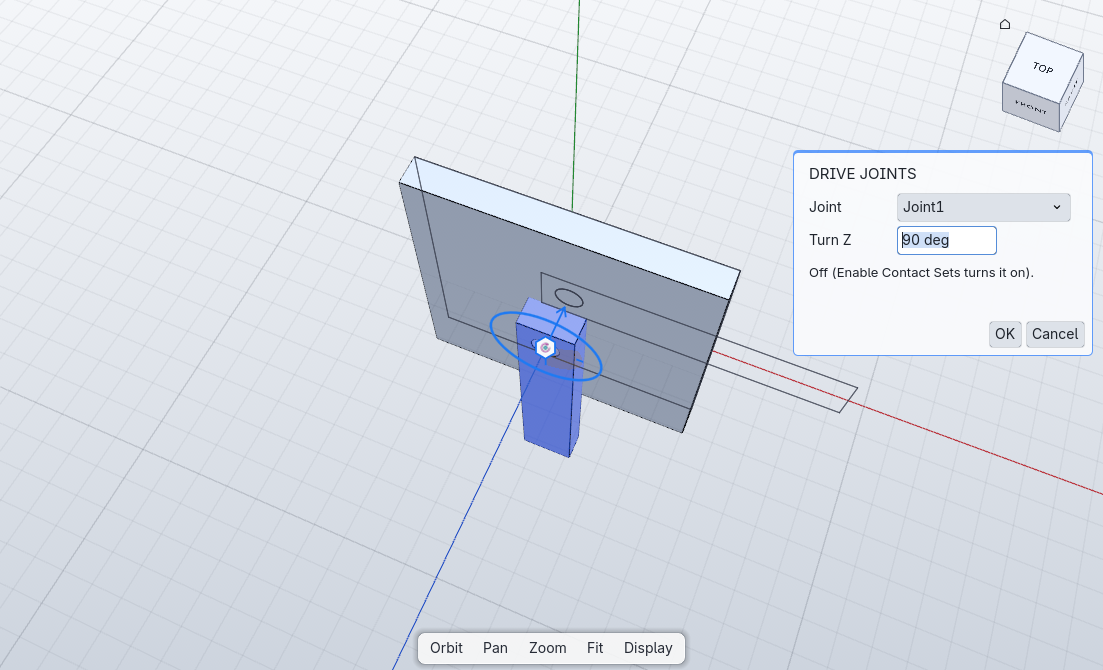 TOP
FRONT
DRIVE JOINTS
Joint Joint1
Turn Z 90 deg
Off (Enable Contact Sets turns it on).
OK Cancel
Orbit Pan Zoom Fit Display